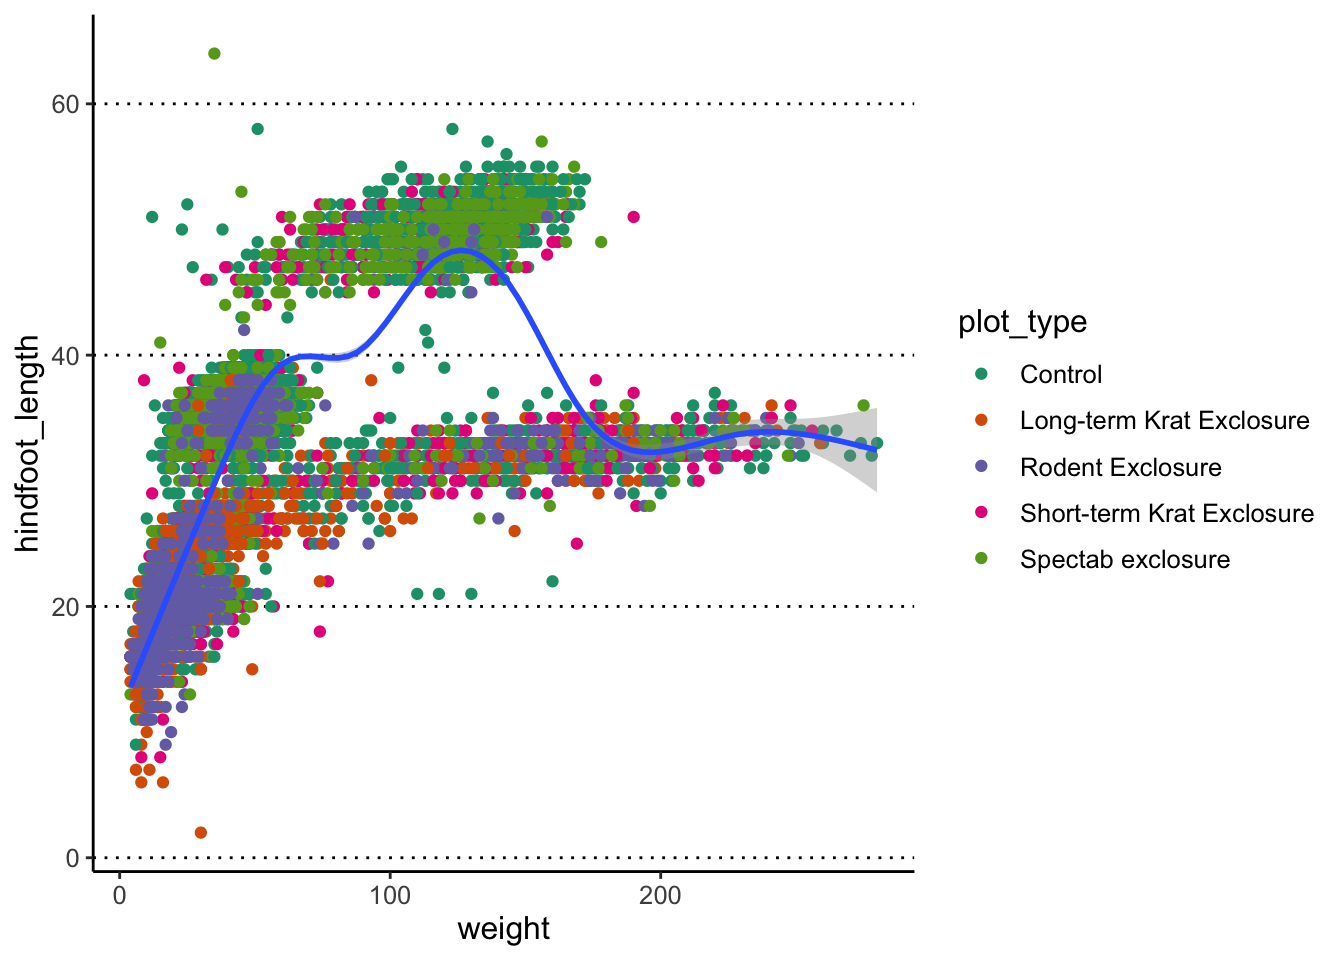 60
40
20
0
0 100 200
weight
hindfoot_length
plot_type
Control
Long-term Krat Exclosure
Rodent Exclosure
Short-term Krat Exclosure
Spectab exclosure